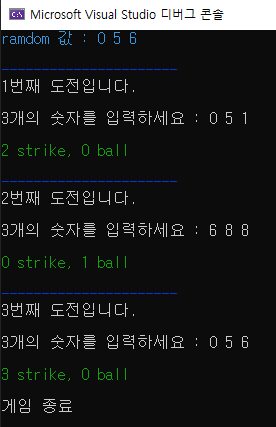 Microsoft Visual Studio 디버그 콘솔
ramdom 값 : 0 5 6
____________________
1번째 도전입니다.
3개의 숫자를 입력하세요 : 0 5 1
2 strike, 0 ball
____________________
2번째 도전입니다.
3개의 숫자를 입력하세요 : 6 8 8
0 strike, 1 ball
____________________
3번째 도전입니다.
3개의 숫자를 입력하세요 : 0 5 6
3 strike, 0 ball
게임 종료